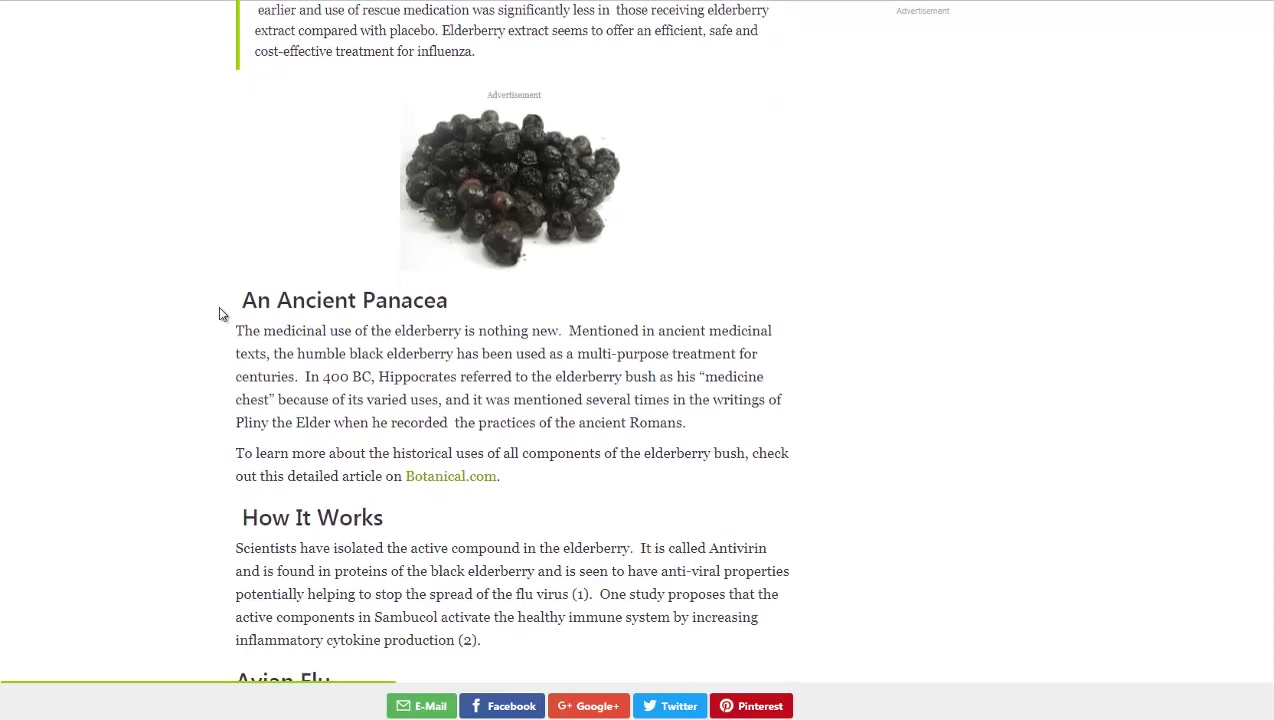 earlier and use of rescue medication was significantly less in those receiving elderberry
extract compared with placebo. Elderberry extract seems to offer an efficient, safe and
cost-effective treatment for influenza.
Advertisement
Advertisement
An Ancient Panacea
The medicinal use of the elderberry is nothing new. Mentioned in ancient medicinal
texts, the humble black elderberry has been used as a multi-purpose treatment for
centuries. In 400 BC, Hippocrates referred to the elderberry bush as his “medicine
chest” because of its varied uses, and it was mentioned several times in the writings of
Pliny the Elder when he recorded the practices of the ancient Romans.
To learn more about the historical uses of all components of the elderberry bush, check
out this detailed article on Botanical.com.
How It Works
Scientists have isolated the active compound in the elderberry. It is called Antivirin
and is found in proteins of the black elderberry and is seen to have anti-viral properties
potentially helping to stop the spread of the flu virus (1). One study proposes that the
active components in Sambucol activate the healthy immune system by increasing
inflammatory cytokine production (2).
Avian Flu
E-Mail
Facebook
Google+
Twitter
Pinterest